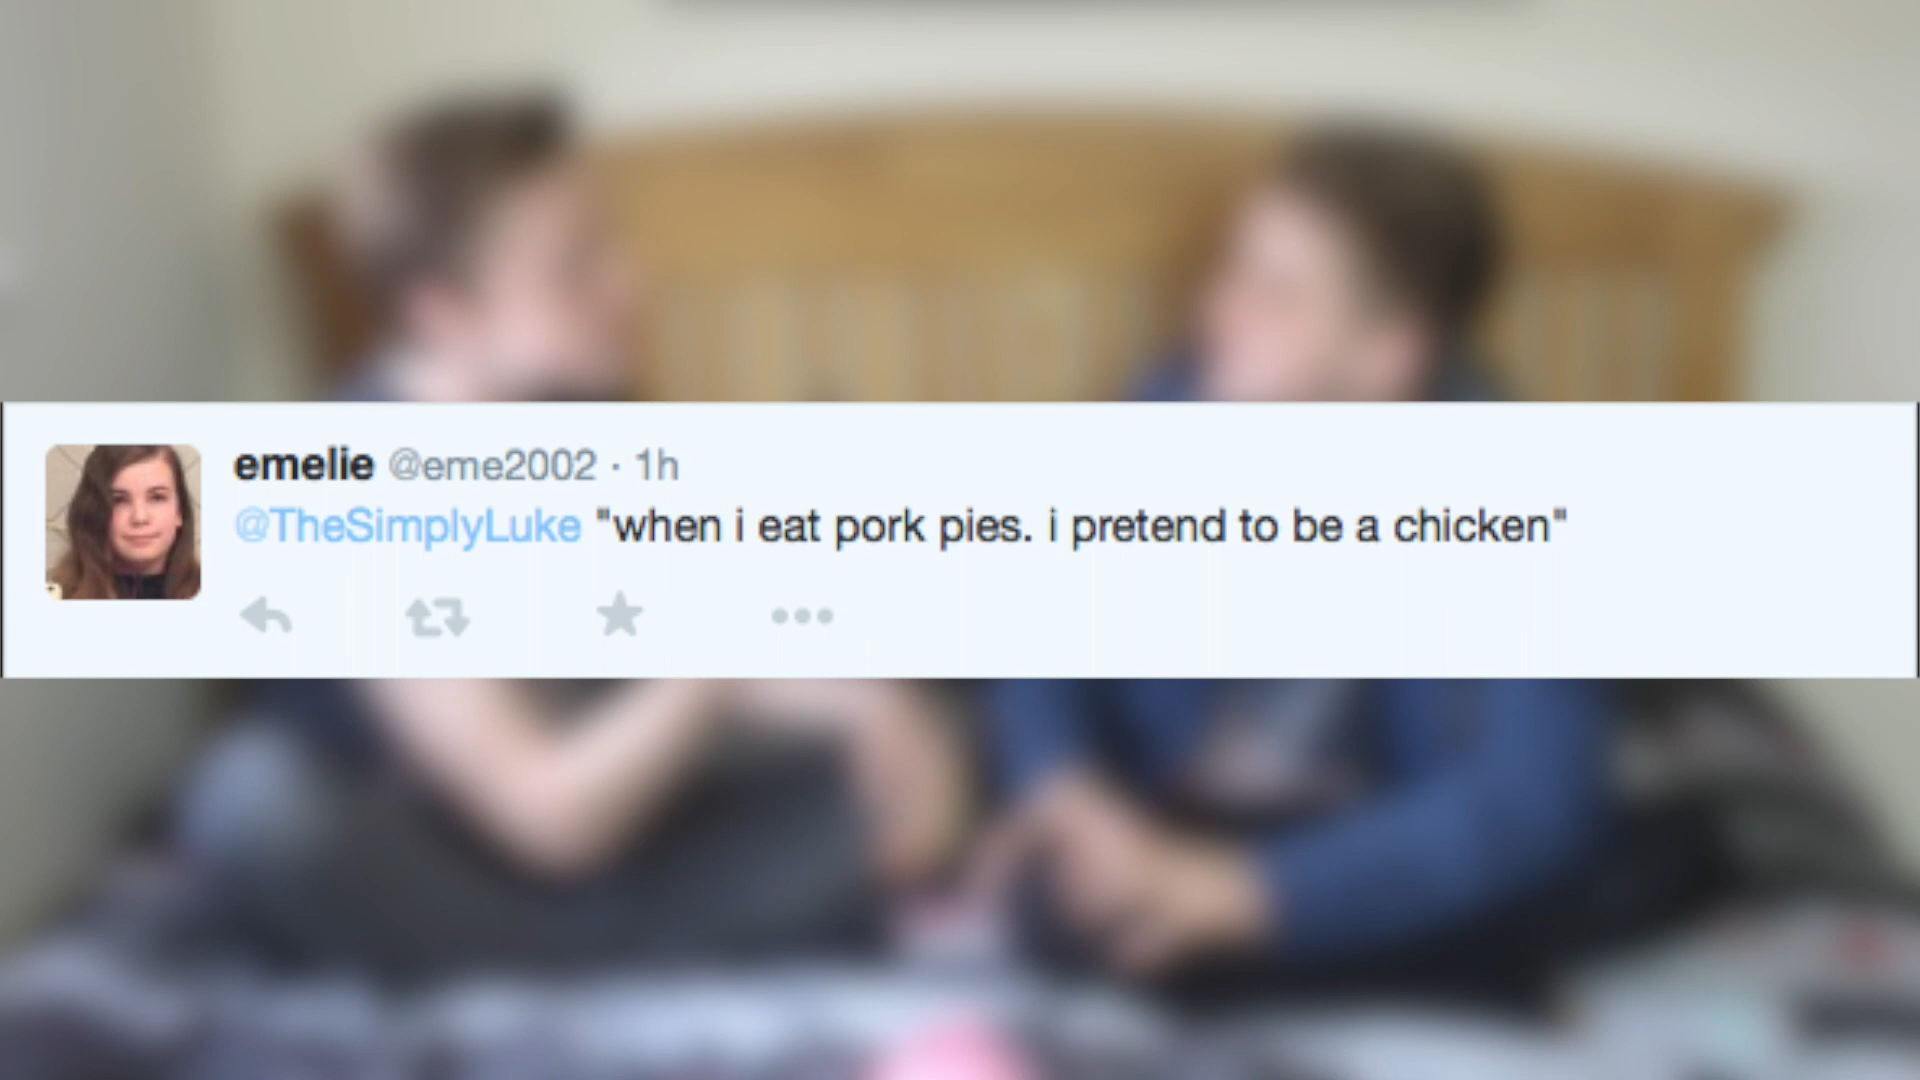 emelie @eme2002 · 1h
@TheSimplyLuke "when i eat pork pies. i pretend to be a chicken"